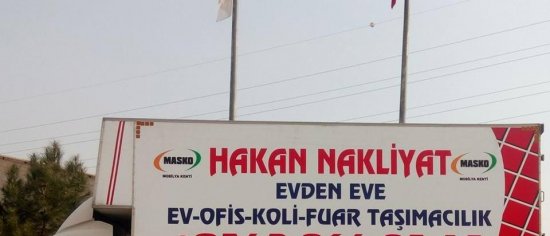 HAKAN NAKLİYAT
MASKO
MOBİLYA KENTİ
MASKO
MOBİLYA KENTİ
EVDEN EVE
EV-OFİS-KOLİ-FUAR TAŞIMACILIK